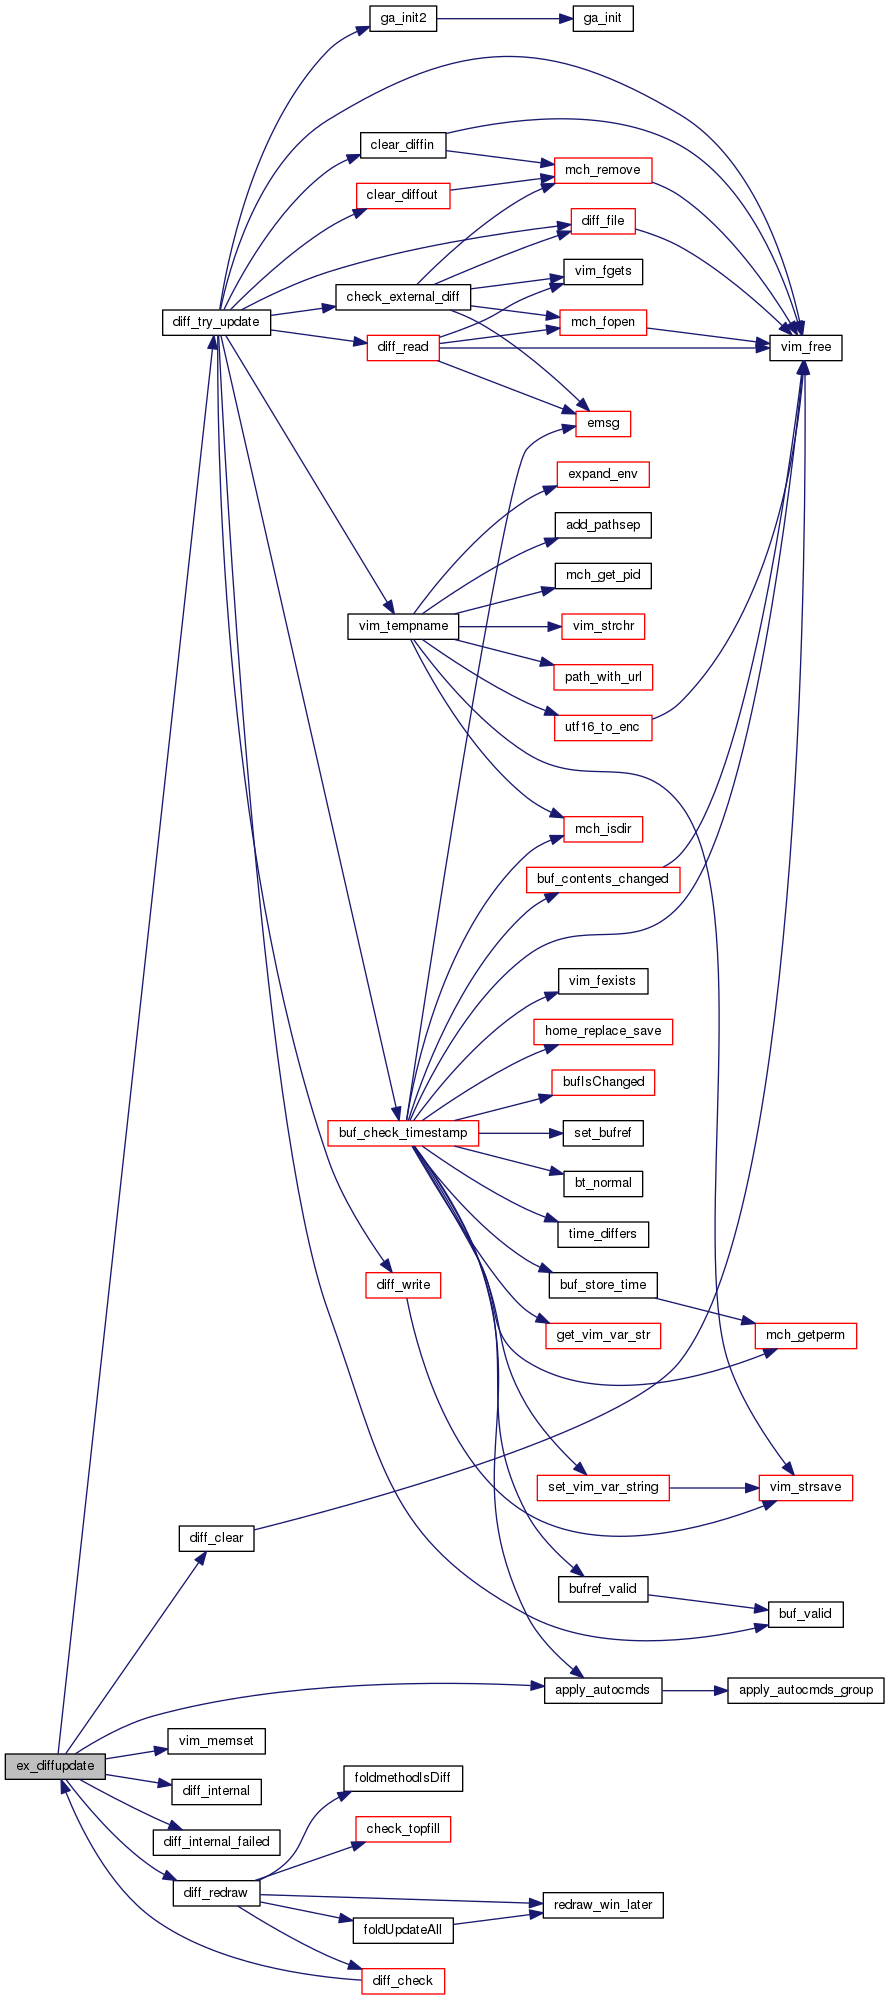 ga_init2
ga_init
clear_diffin
mch_remove
clear_diffout
diff_file
vim_fgets
check_external_diff
diff_try_update
mch_fopen
diff_read
vim_free
emsg
expand_env
add_pathsep
mch_get_pid
vim_tempname
vim_strchr
path_with_url
utf16_to_enc
mch_isdir
buf_contents_changed
vim_fexists
home_replace_save
bufIsChanged
buf_check_timestamp
set_bufref
bt_normal
time_differs
diff_write
buf_store_time
get_vim_var_str
mch_getperm
set_vim_var_string
vim_strsave
diff_clear
bufref_valid
buf_valid
apply_autocmds
apply_autocmds_group
vim_memset
ex_diffupdate
foldmethodIsDiff
diff_internal
check_topfill
diff_internal_failed
diff_redraw
redraw_win_later
foldUpdateAll
diff_check